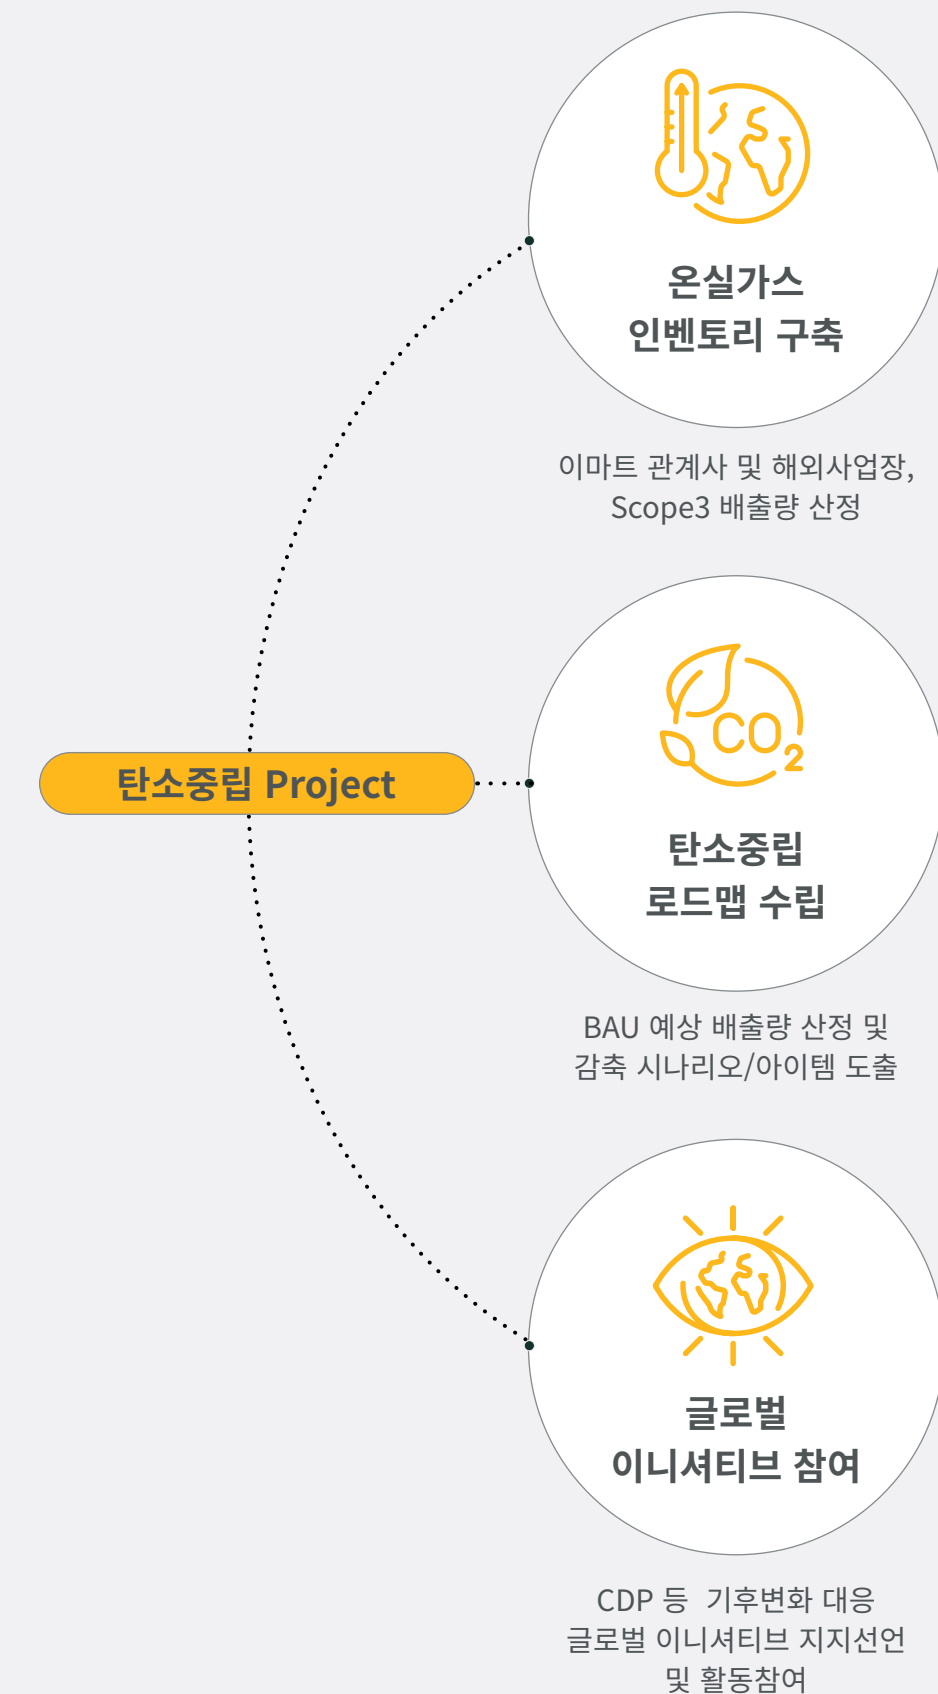 온실가스
인벤토리 구축
이마트 관계사 및 해외사업장,
Scope3 배출량 산정
탄소중립 Project
CO2
탄소중립
로드맵 수립
BAU 예상 배출량 산정 및
감축 시나리오/아이템 도출
글로벌
이니셔티브 참여
CDP 등 기후변화 대응
글로벌 이니셔티브 지지선언
및 활동참여